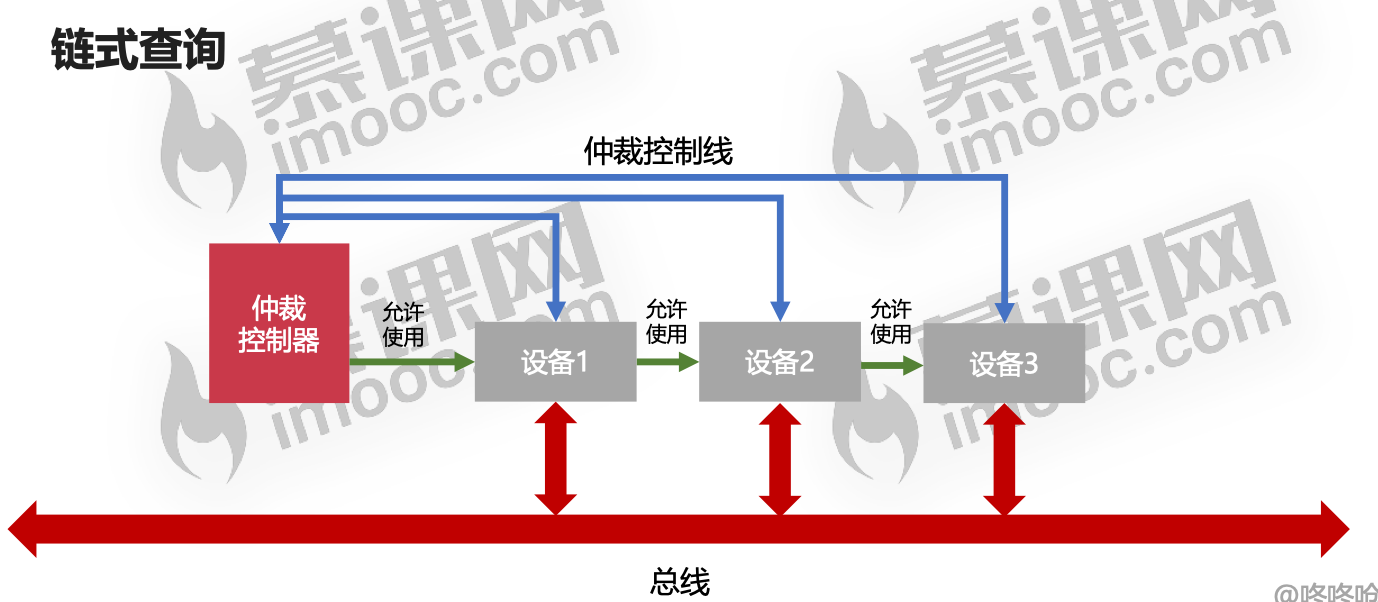 链式查询
慕课网
imooc.com
慕课网
imooc.com
仲裁控制线
慕课网
imooc.com
慕课网
imooc.com
仲裁
控制器
允许
使用
设备1
允许
使用
设备2
允许
使用
设备3
总线
@咚咚呛